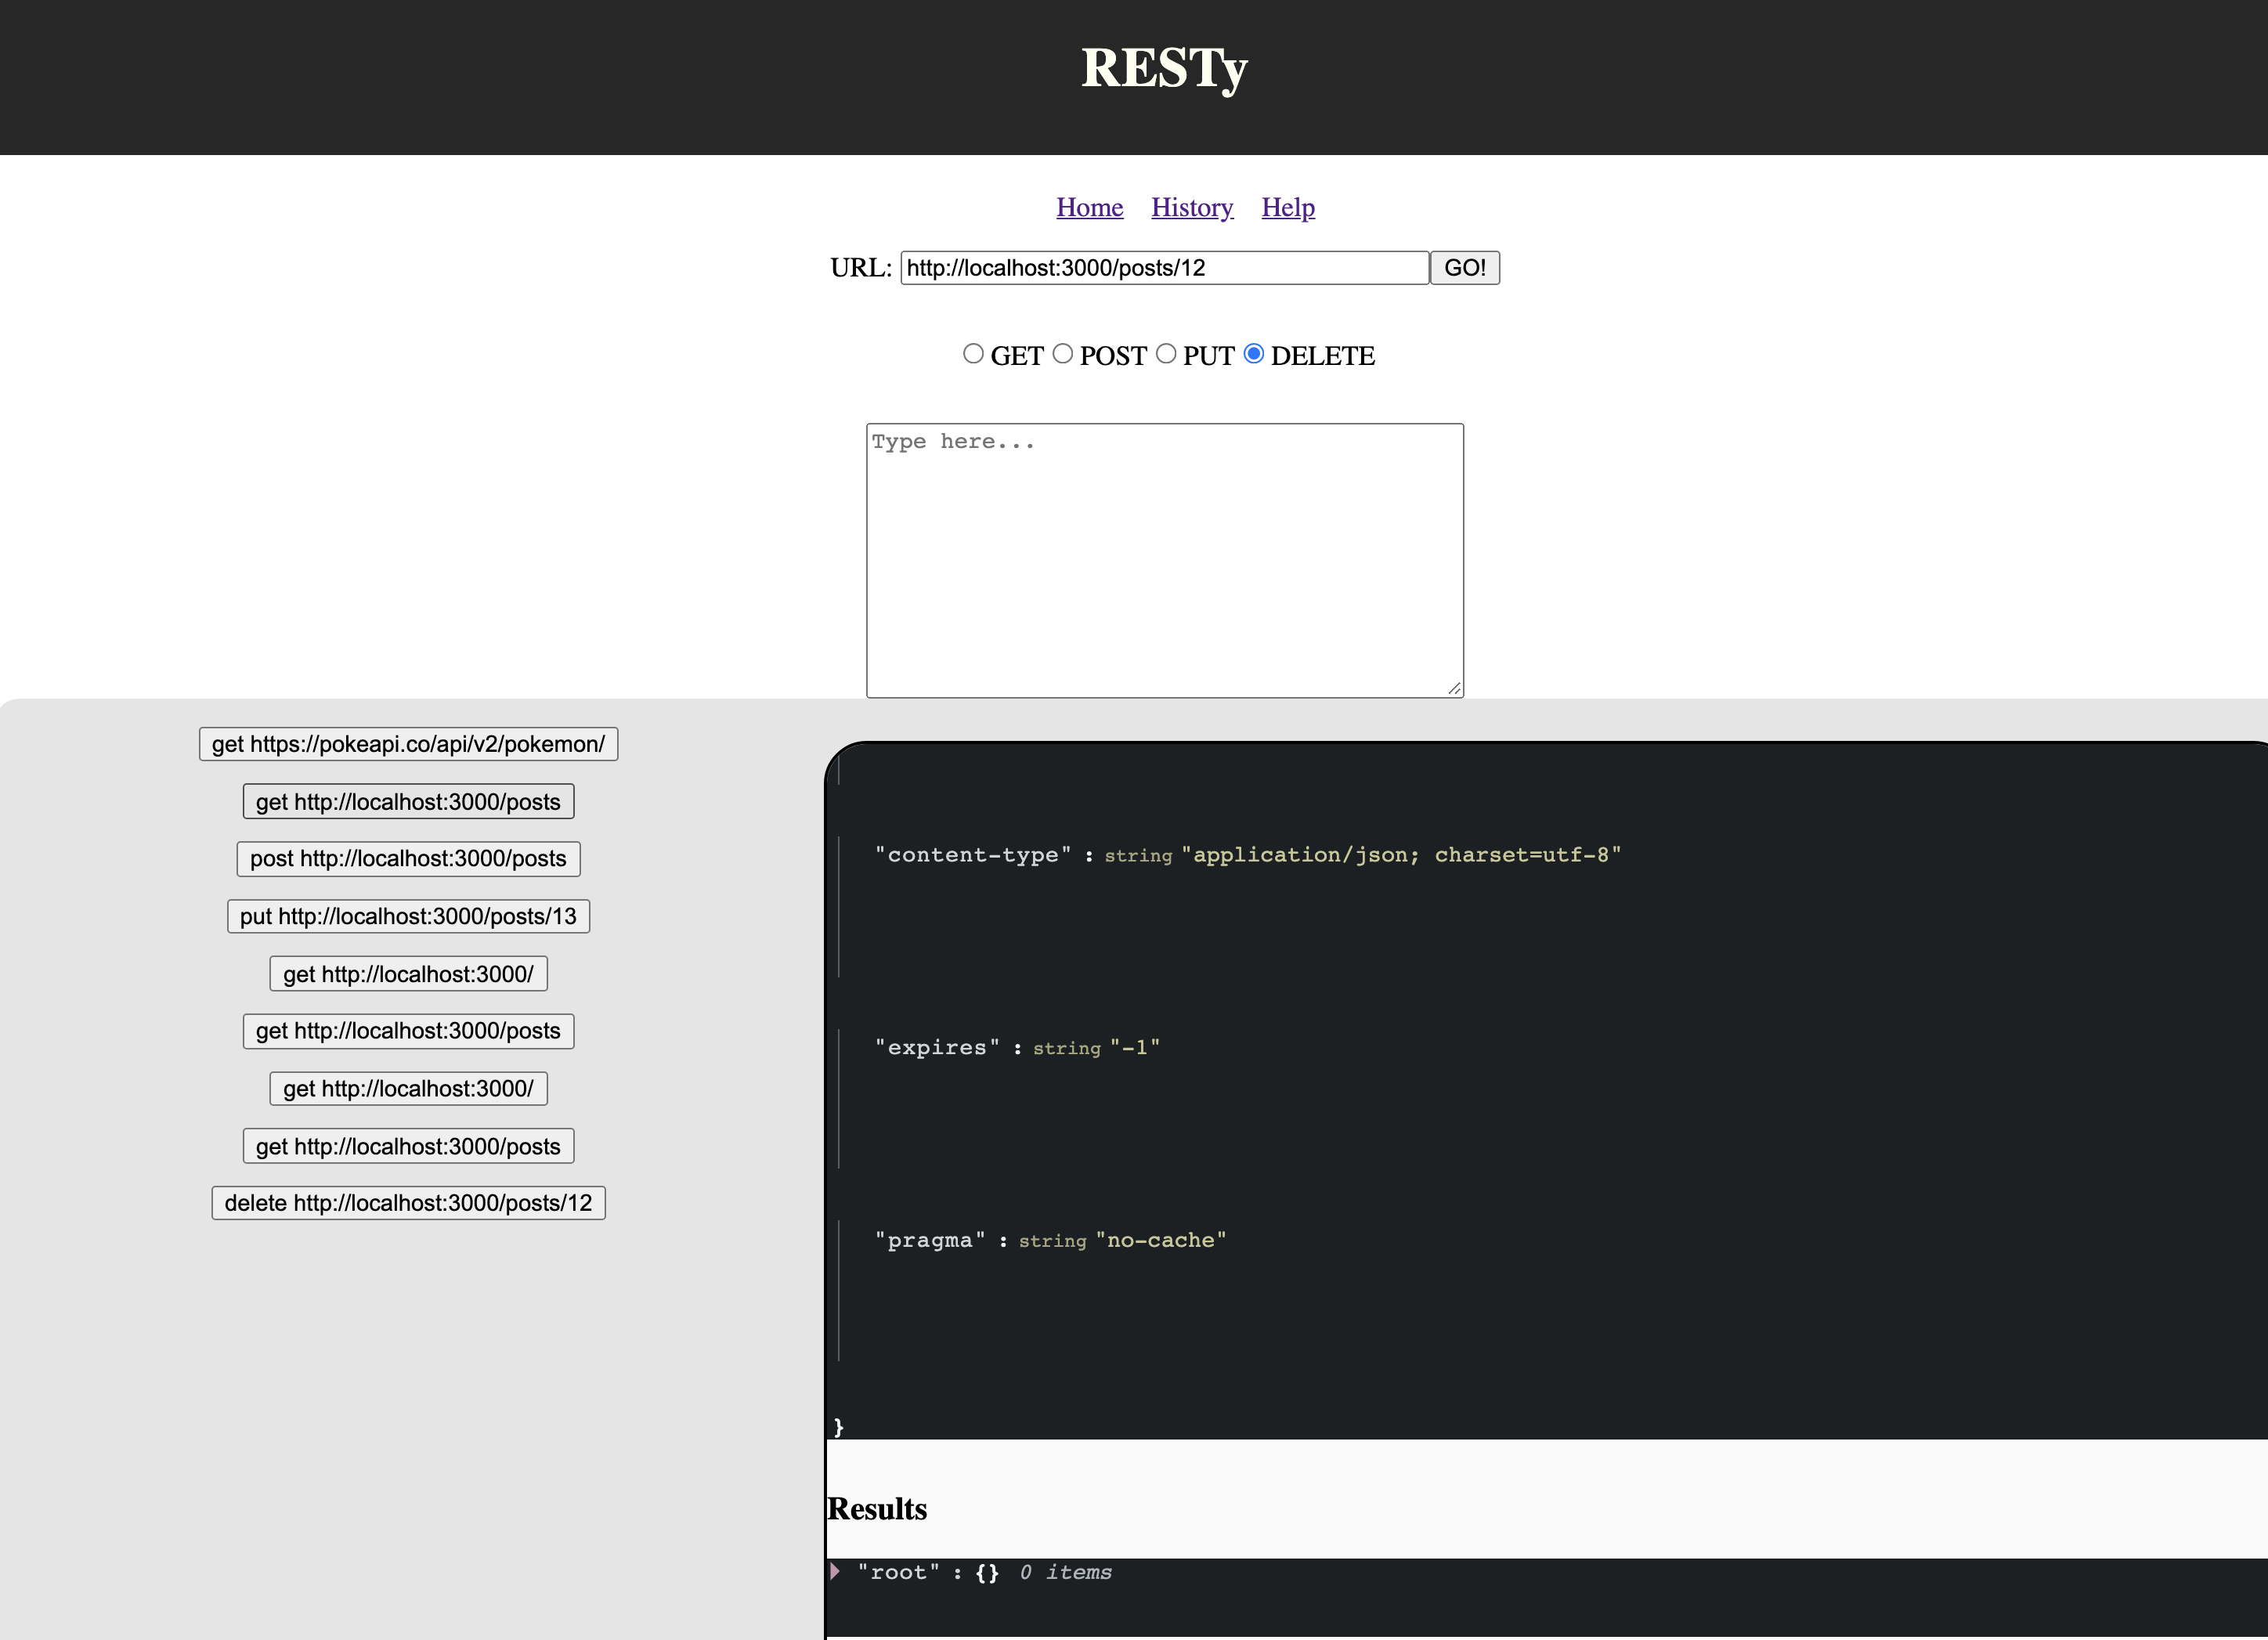 RESTy
Home History Help
URL: http://localhost:3000/posts/12 GO!
GET POST PUT DELETE
Type here...
get https://pokeapi.co/api/v2/pokemon/
get http://localhost:3000/posts
post http://localhost:3000/posts
put http://localhost:3000/posts/13
get http://localhost:3000/
get http://localhost:3000/posts
get http://localhost:3000/
get http://localhost:3000/posts
delete http://localhost:3000/posts/12
"content-type" : string "application/json; charset=utf-8"
"expires" : string "-1"
"pragma" : string "no-cache"
}
Results
"root" : {} 0 items